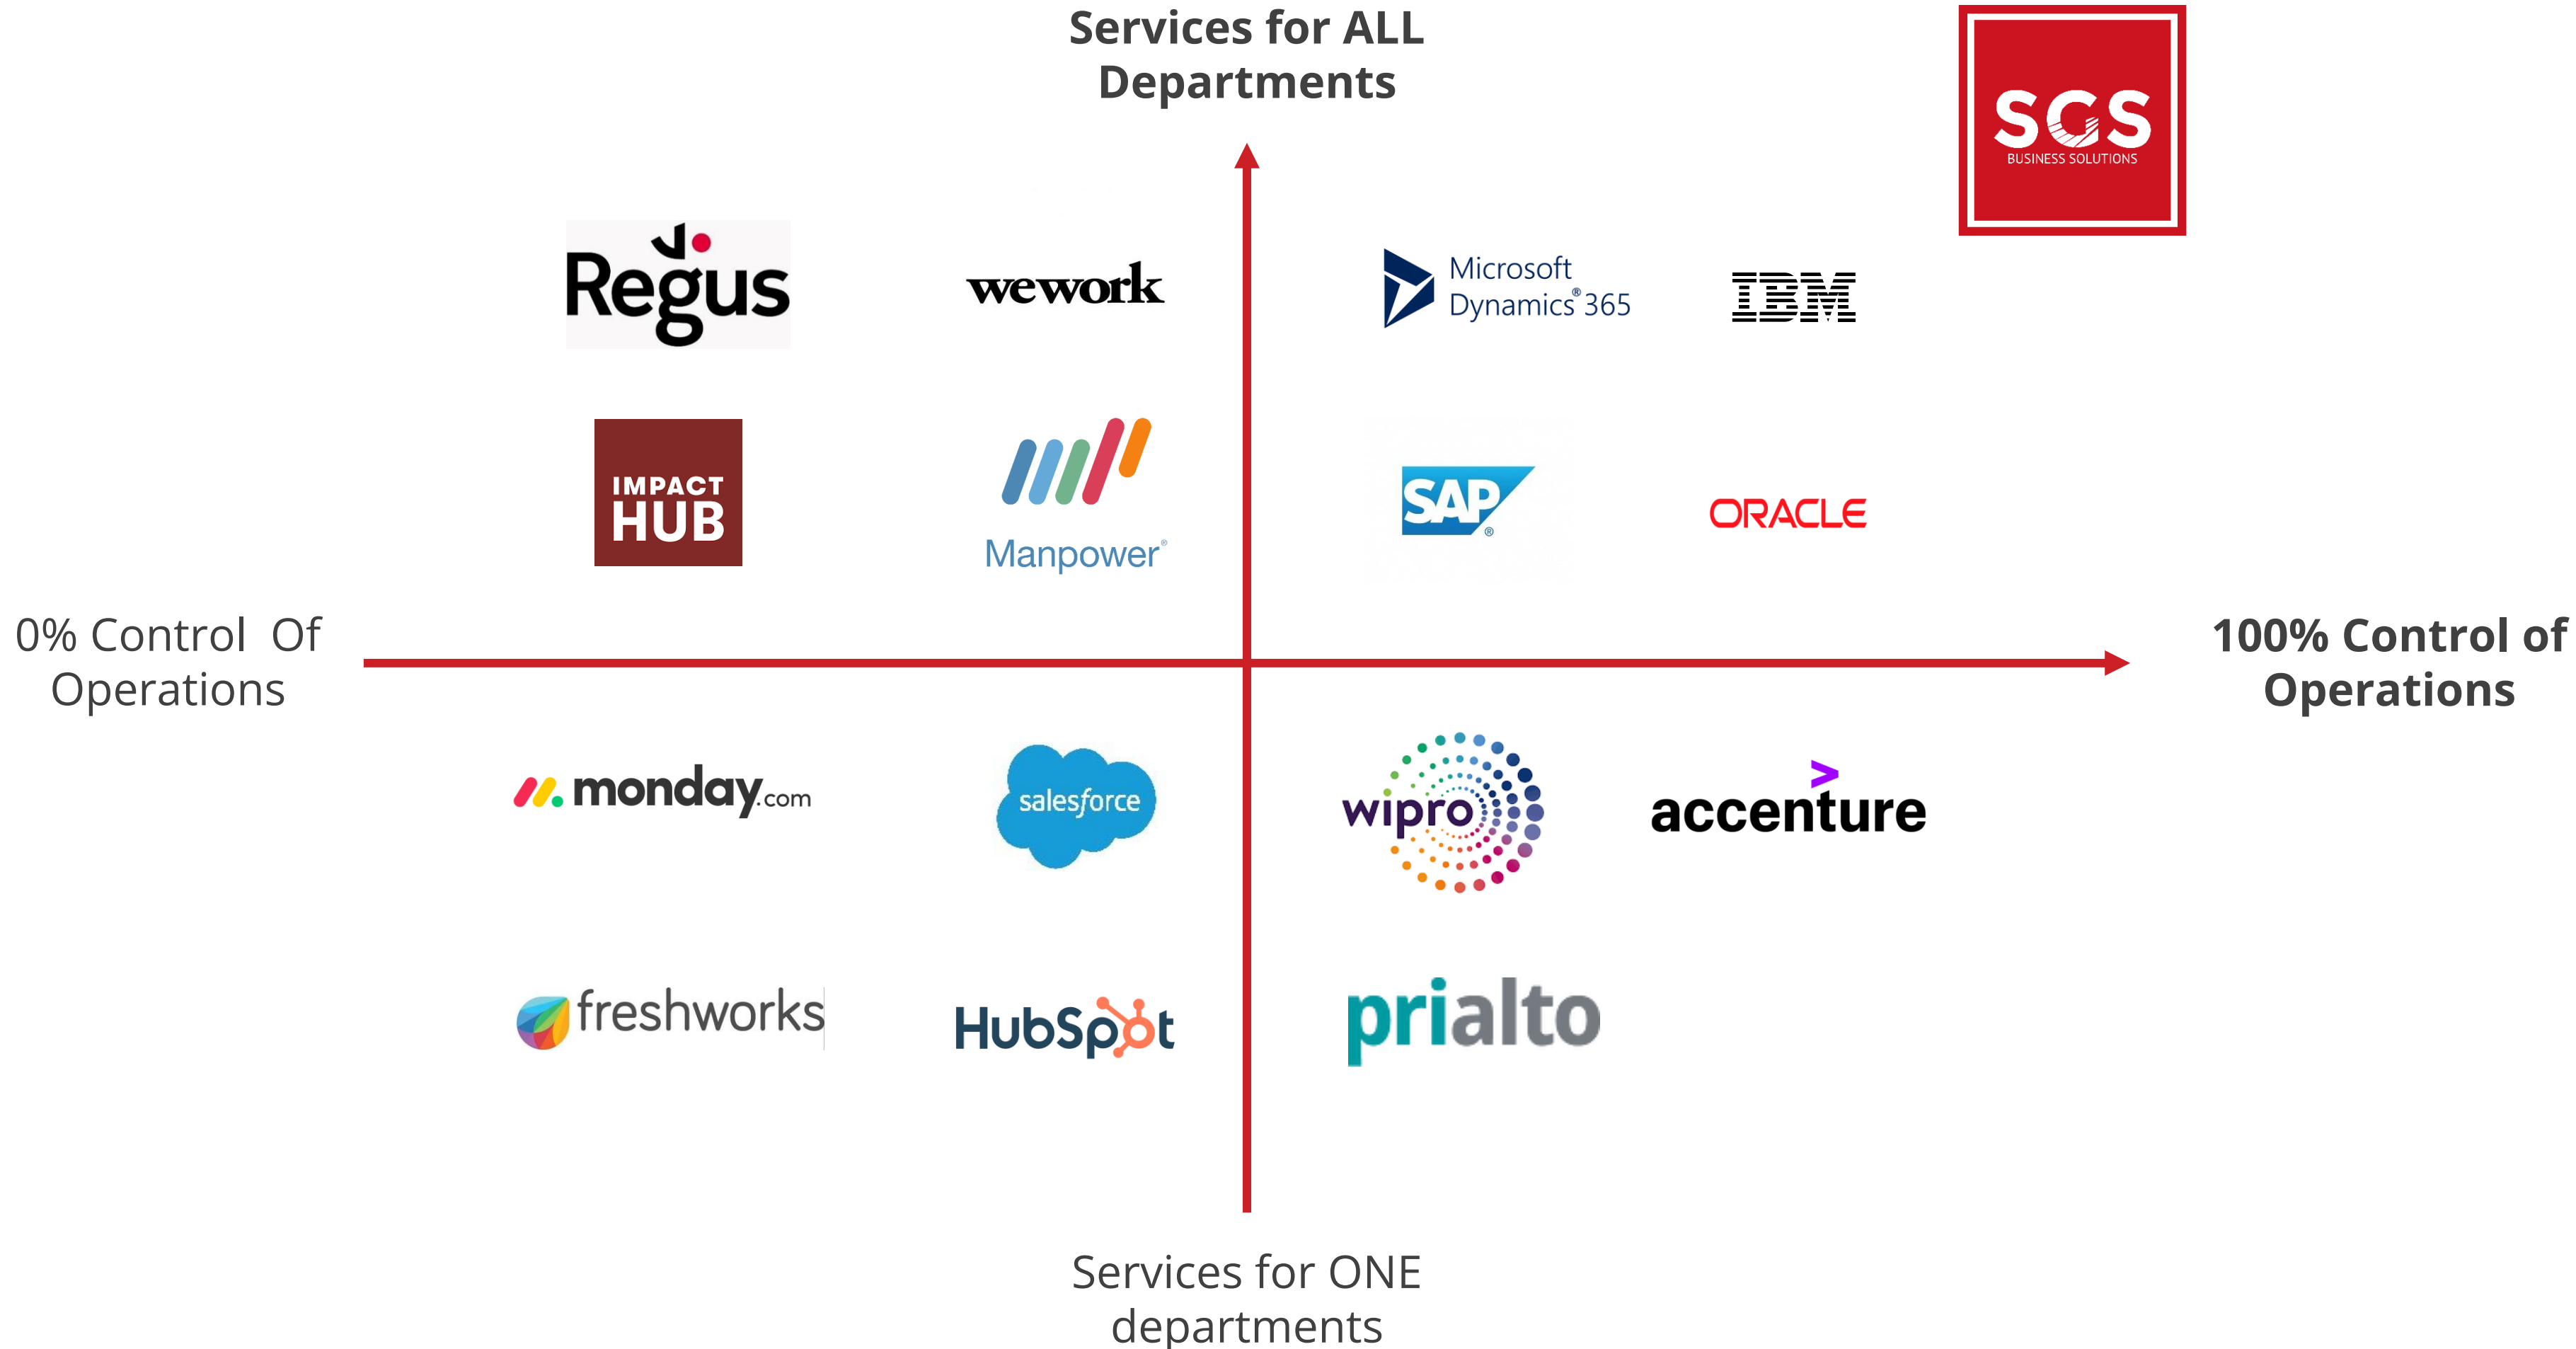 Services for ALL
Departments
SGS
BUSINESS SOLUTIONS
Regus
wework
Microsoft
Dynamics® 365
IBM
IMPACT
HUB
Manpower®
SAP®
ORACLE
0% Control  Of
Operations
100% Control of
Operations
monday.com
salesforce
wipro
>
accenture
freshworks
HubSpot
prialto
Services for ONE
departments